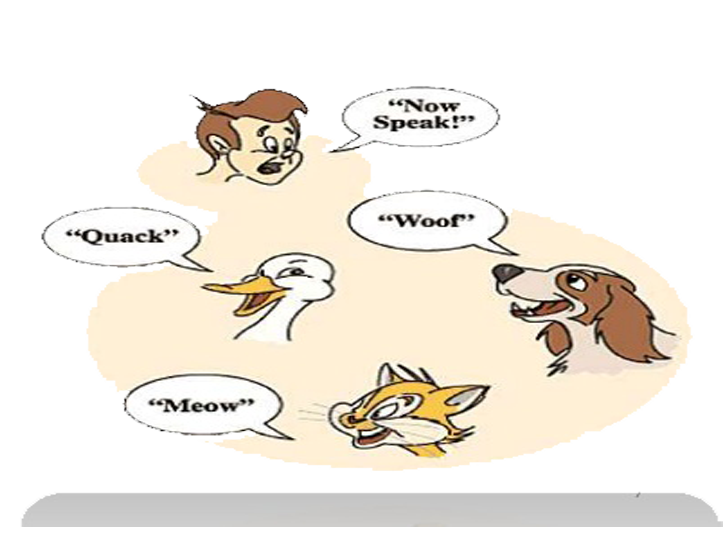 “Now
Speak!”
“Quack”
“Woof”
“Meow”